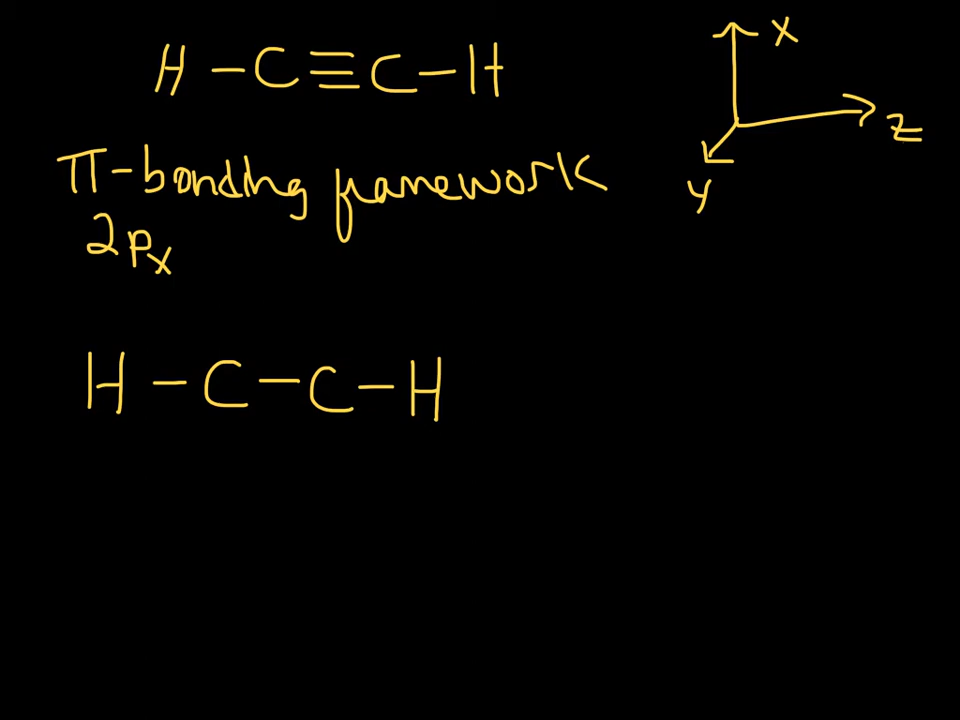 H - C ≡ C - H
X
Z
Y
π - bonding framework
2px
H - C - C - H